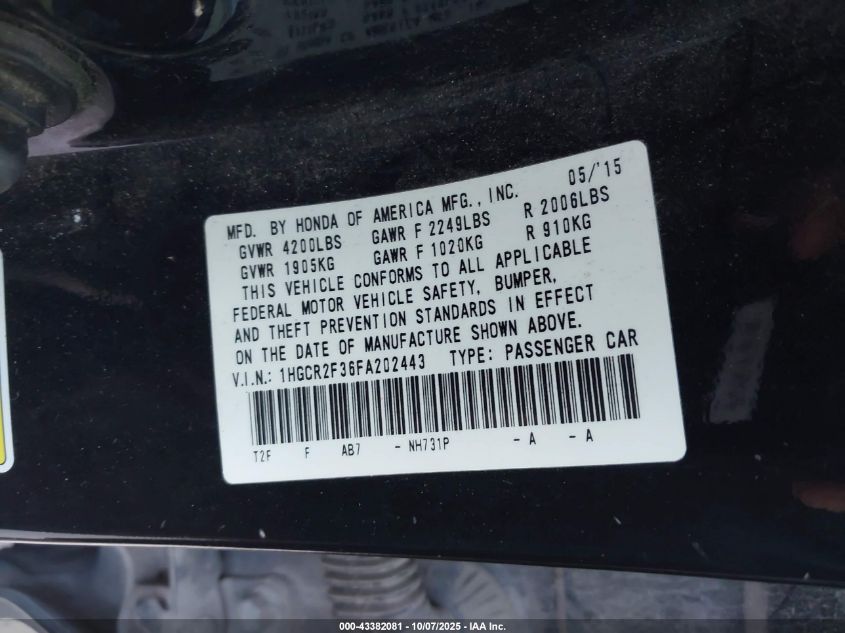 MFD. BY HONDA OF AMERICA MFG., INC. 05/'15
GVWR 4200LBS GAWR F 2249LBS R 2006LBS
GVWR 1905KG GAWR F 1020KG R 910KG
THIS VEHICLE CONFORMS TO ALL APPLICABLE
FEDERAL MOTOR VEHICLE SAFETY, BUMPER,
AND THEFT PREVENTION STANDARDS IN EFFECT
ON THE DATE OF MANUFACTURE SHOWN ABOVE.
V.I.N.: 1HGCR2F36FA202443 TYPE: PASSENGER CAR
T2F F AB7 - NH731P - A - A
000-43382081 - 10/07/2025 - IAA Inc.